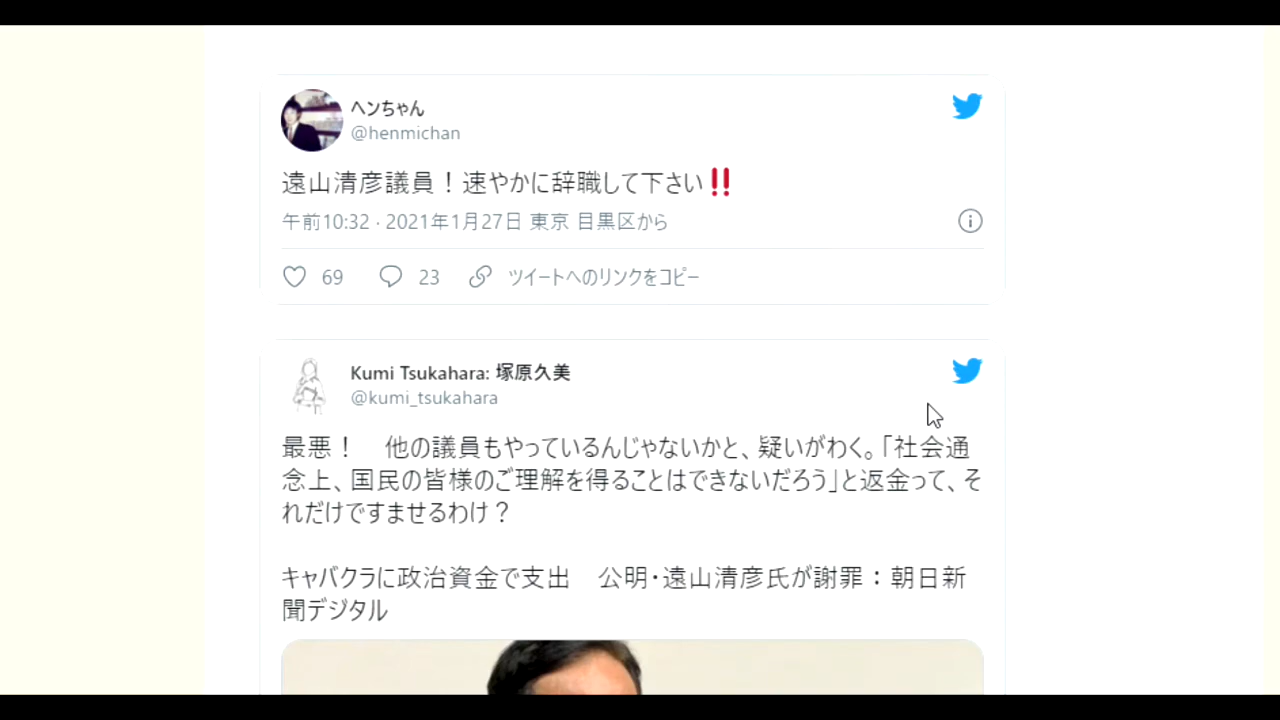 ヘンちゃん
@henmichan
遠山清彦議員！速やかに辞職して下さい‼
午前10:32 · 2021年1月27日 東京 目黒区から
69 23 ツイートへのリンクをコピー
Kumi Tsukahara: 塚原久美
@kumi_tsukahara
最悪！　他の議員もやっているんじゃないかと、疑いがわく。「社会通
念上、国民の皆様のご理解を得ることはできないだろう」と返金って、そ
れだけですませるわけ？
キャバクラに政治資金で支出　公明・遠山清彦氏が謝罪：朝日新
聞デジタル